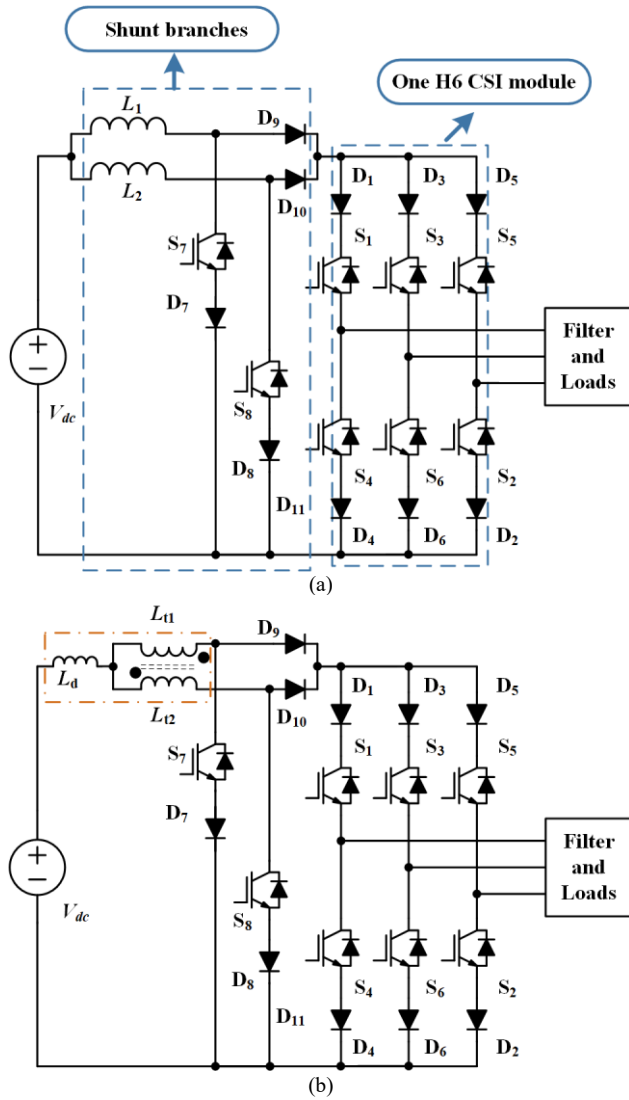 Shunt branches
One H6 CSI module
L1
D9
L2
D10
D1
D3
D5
S7
S1
S3
S5
D7
Filter
and
Loads
Vdc
S8
D8
S4
S6
S2
D11
D4
D6
D2
(a)
Lt1
D9
Ld
D1
D3
D5
Lt2
D10
S7
S1
S3
S5
D7
Filter
and
Loads
Vdc
S8
D8
S4
S6
S2
D11
D4
D6
D2
(b)